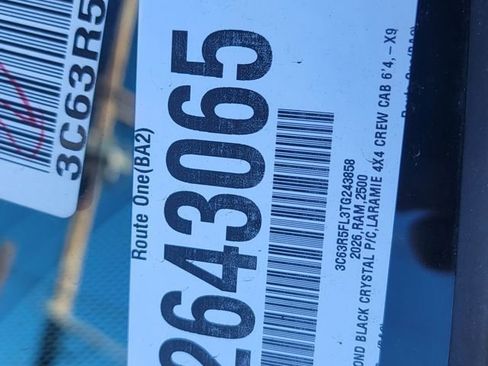 3C63R5
Route One(BA2)
2643065
3C63R5FL3TG243858
2026,RAM,2500
OND BLACK CRYSTAL P/C,LARAMIE 4X4 CREW CAB 6'4, -X9